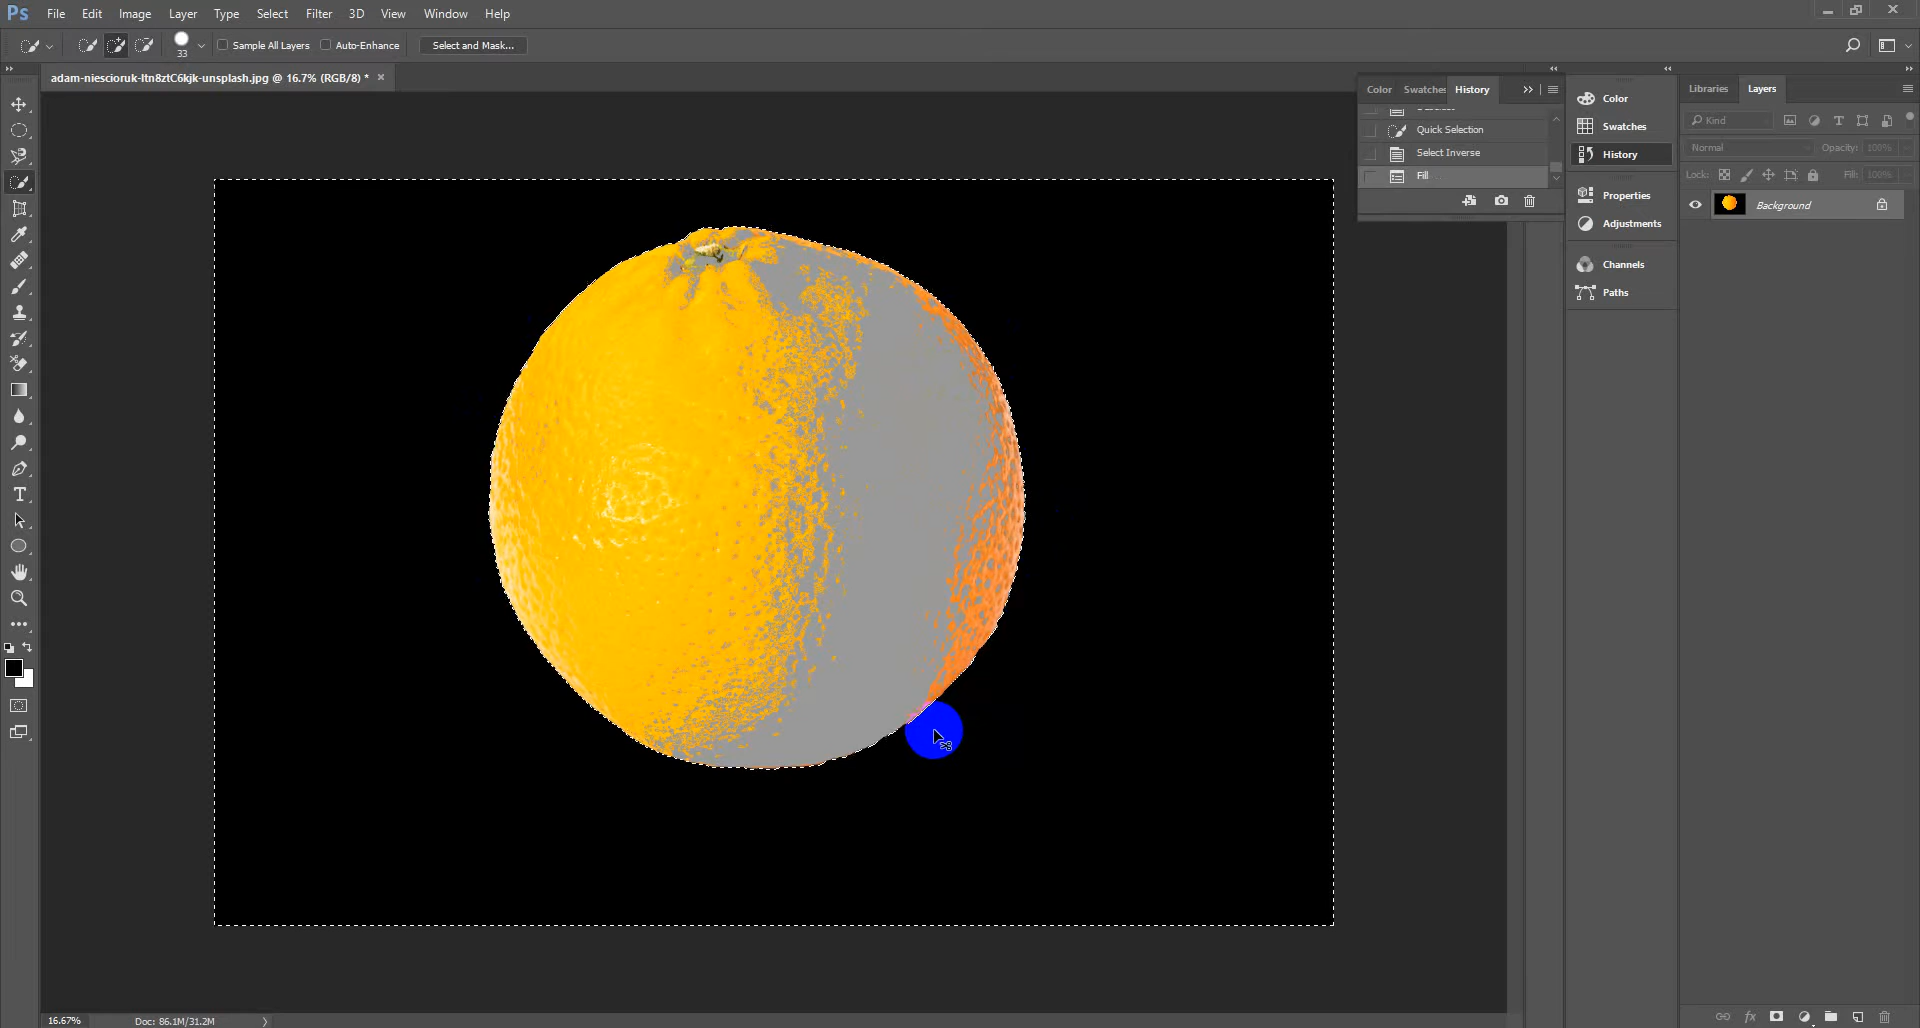 Ps File Edit Image Layer Type Select Filter 3D View Window Help
33 Sample All Layers Auto-Enhance Select and Mask...
adam-niescioruk-ltn8ztC6kjk-unsplash.jpg @ 16.7% (RGB/8) * ×
Color Swatches History
Quick Selection
Select Inverse
Fill
Color
Swatches
History
Properties
Adjustments
Channels
Paths
Libraries Layers
Kind
Normal Opacity: 100%
Lock: Fill: 100%
Background
16.67% Doc: 86.1M/31.2M